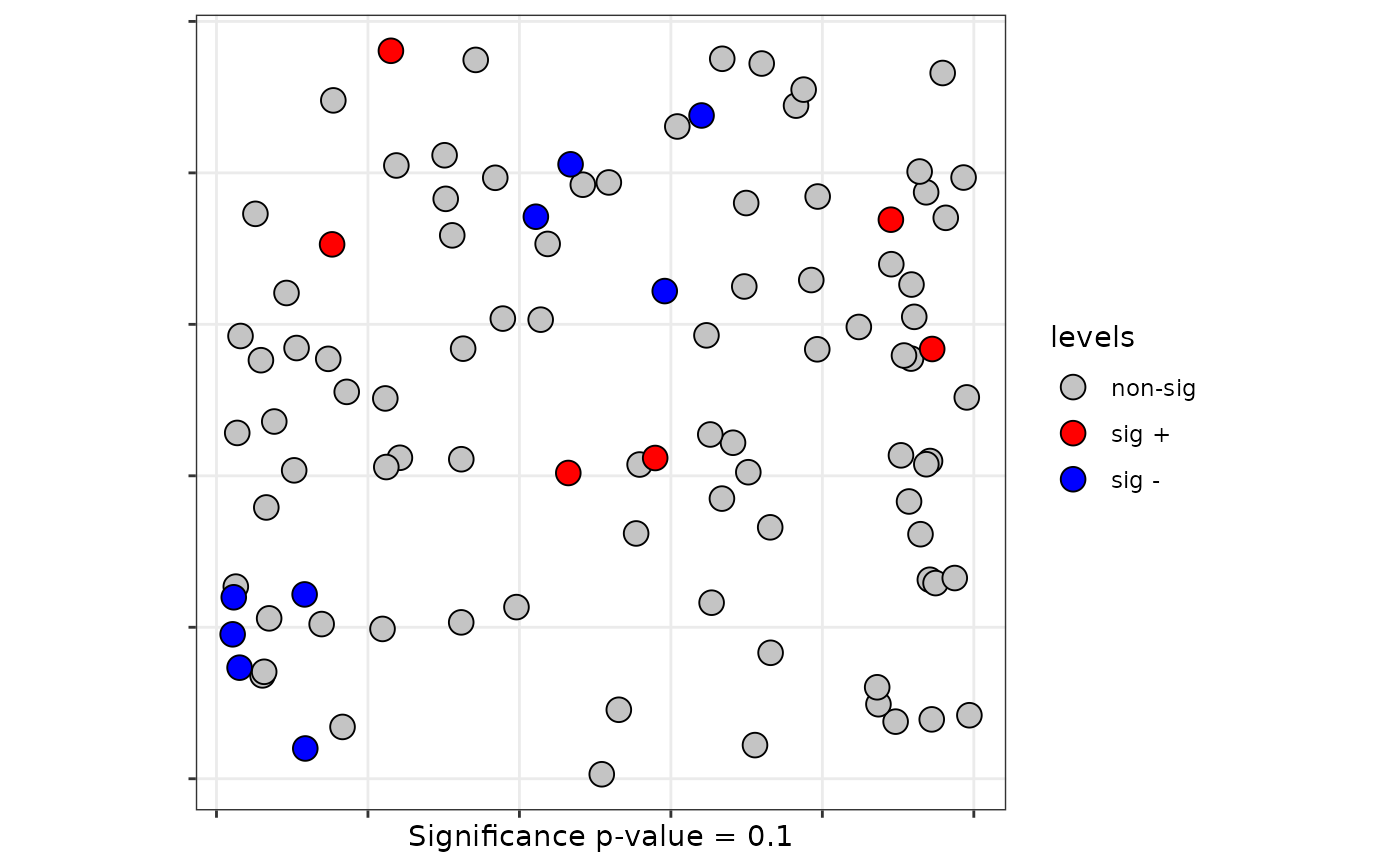 levels
non-sig
sig +
sig -
Significance p-value = 0.1